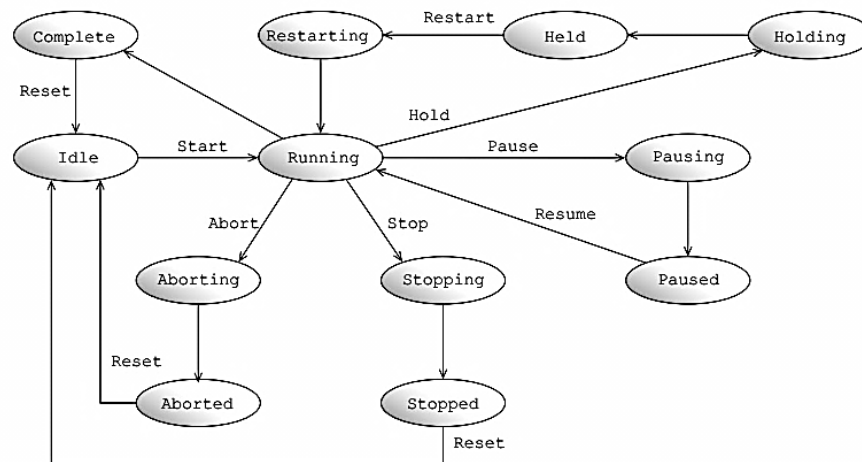 Restart
Complete
Restarting
Held
Holding
Reset
Hold
Start
Pause
Idle
Running
Pausing
Resume
Abort
Stop
Aborting
Stopping
Paused
Reset
Aborted
Stopped
Reset